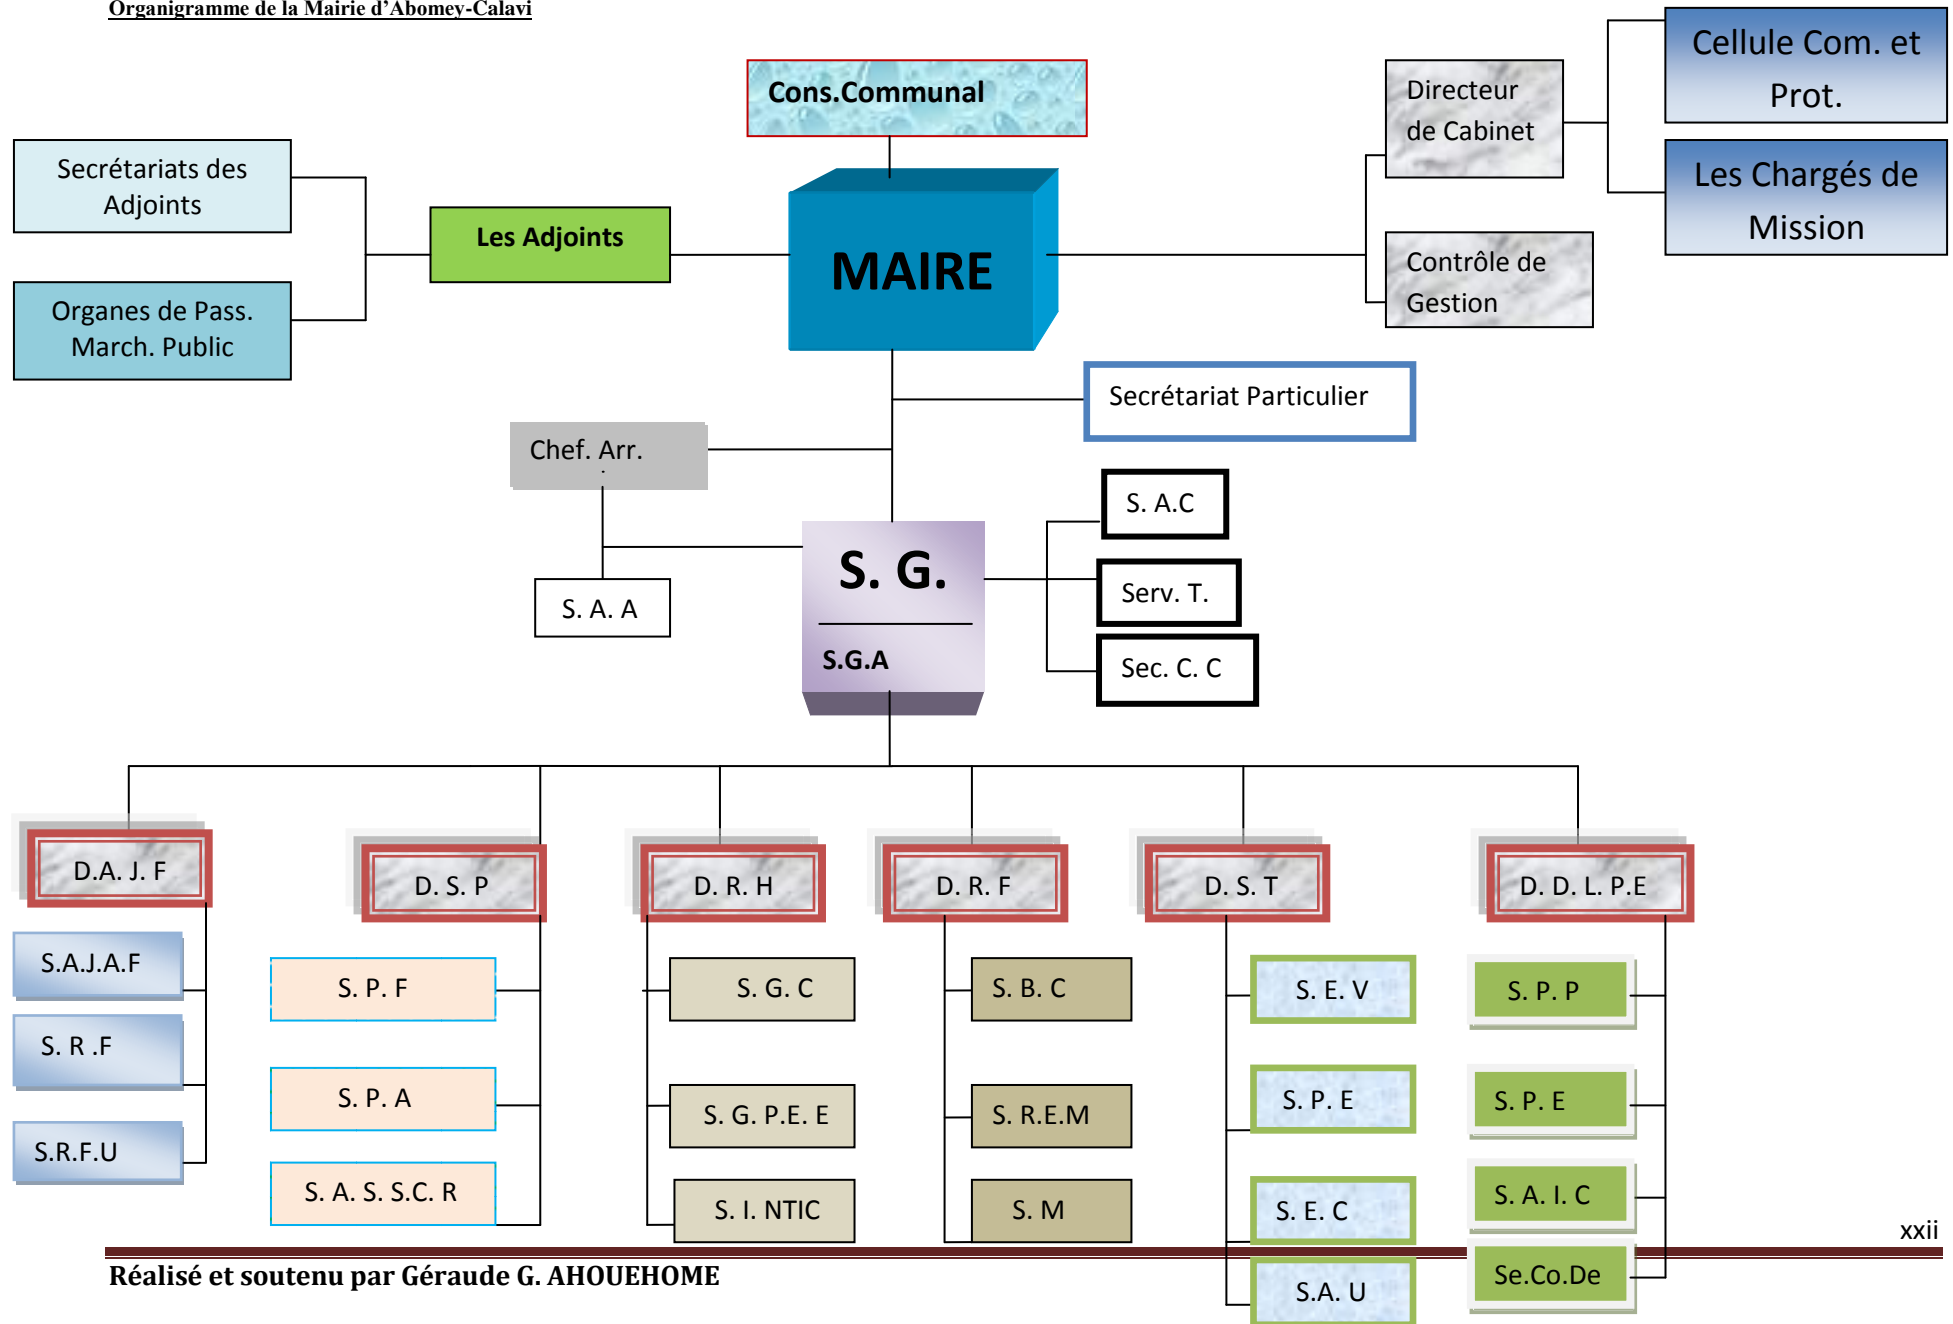 Organigramme de la Mairie d'Abomey-Calavi
Cons.Communal
Directeur
de Cabinet
Cellule Com. et
Prot.
Secrétariats des
Adjoints
Les Chargés de
Mission
Les Adjoints
MAIRE
Contrôle de
Gestion
Organes de Pass.
March. Public
Secrétariat Particulier
Chef. Arr.
.
S. A.C
S. G.
S. A. A
Serv. T.
S.G.A
Sec. C. C
D.A. J. F
D. S. P
D. R. H
D. R. F
D. S. T
D. D. L. P.E
S.A.J.A.F
S. R .F
S.R.F.U
S. P. F
S. P. A
S. A. S. S.C. R
S. G. C
S. G. P.E. E
S. I. NTIC
S. B. C
S. R.E.M
S. M
S. E. V
S. P. E
S. E. C
S.A. U
S. P. P
S. P. E
S. A. I. C
Se.Co.De
xxii
Réalisé et soutenu par Géraude G. AHOUEHOME